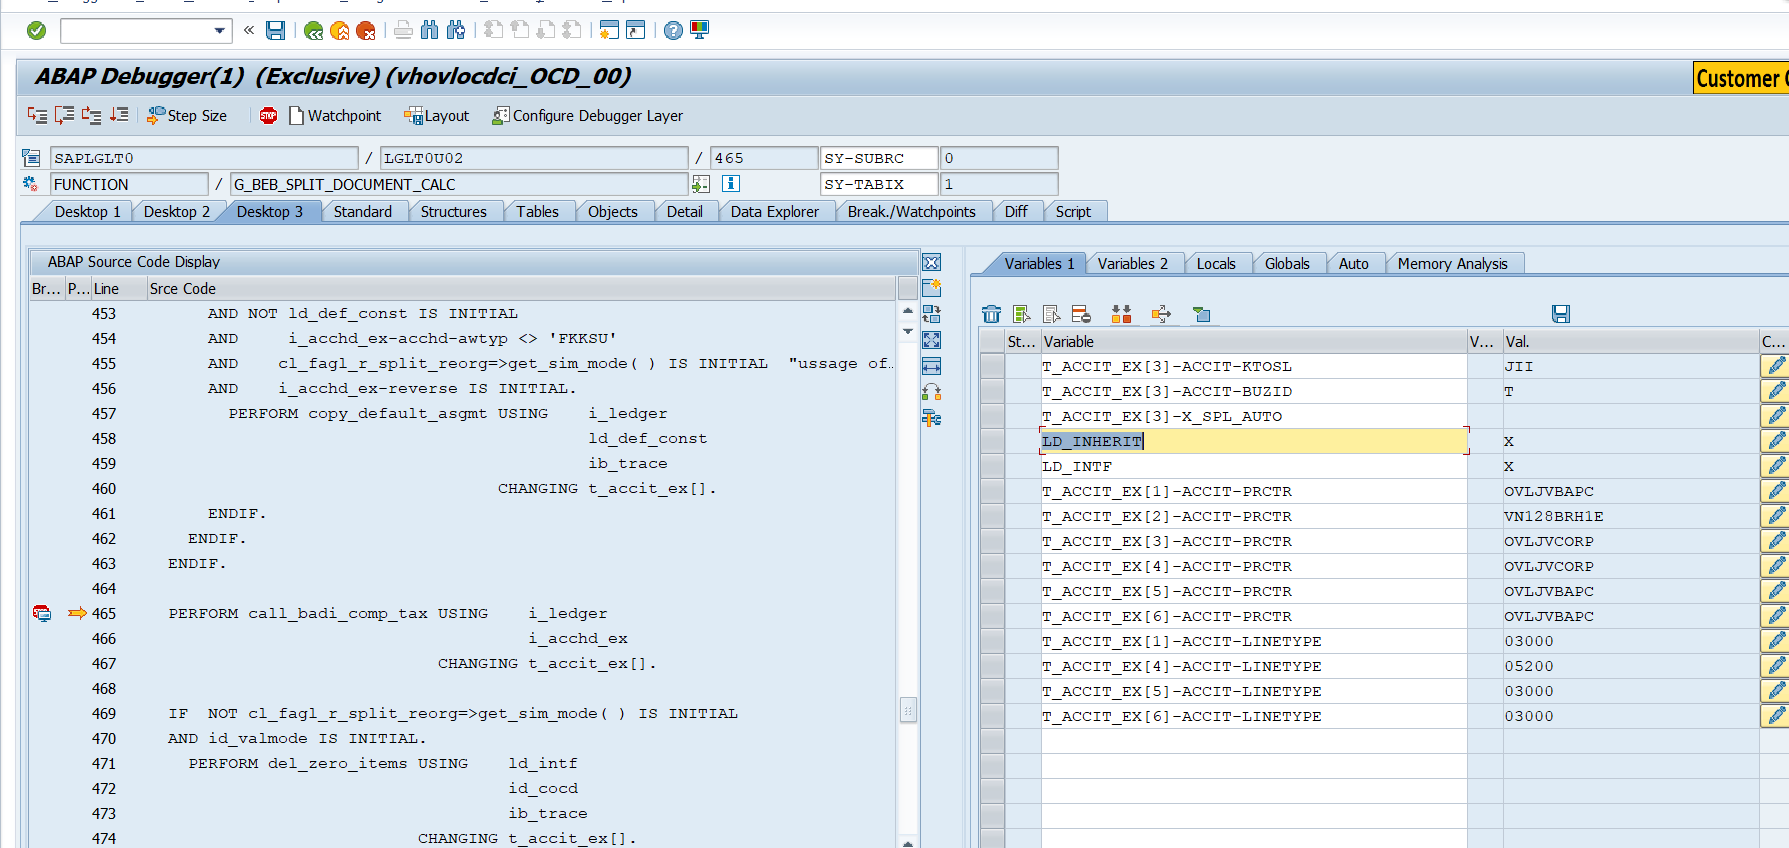 ABAP Debugger(1) (Exclusive) (vhovlocdci_OCD_00)
Customer
Step Size
STOP
Watchpoint
Layout
Configure Debugger Layer
SAPLGLT0 / LGLT0U02 / 465 SY-SUBRC 0
FUNCTION / G_BEB_SPLIT_DOCUMENT_CALC SY-TABIX 1
Desktop 1 Desktop 2 Desktop 3 Standard Structures Tables Objects Detail Data Explorer Break./Watchpoints Diff Script
ABAP Source Code Display
Br... P... Line Srce Code
453 AND NOT ld_def_const IS INITIAL
454 AND i_acchd_ex-acchd-awtyp <> 'FKKSU'
455 AND cl_fagl_r_split_reorg=>get_sim_mode( ) IS INITIAL "ussage of...
456 AND i_acchd_ex-reverse IS INITIAL.
457 PERFORM copy_default_asgmt USING i_ledger
458 ld_def_const
459 ib_trace
460 CHANGING t_accit_ex[].
461 ENDIF.
462 ENDIF.
463 ENDIF.
464
465 PERFORM call_badi_comp_tax USING i_ledger
466 i_acchd_ex
467 CHANGING t_accit_ex[].
468
469 IF NOT cl_fagl_r_split_reorg=>get_sim_mode( ) IS INITIAL
470 AND id_valmode IS INITIAL.
471 PERFORM del_zero_items USING ld_intf
472 id_cocd
473 ib_trace
474 CHANGING t_accit_ex[].
Variables 1 Variables 2 Locals Globals Auto Memory Analysis
St... Variable V... Val. C...
T_ACCIT_EX[3]-ACCIT-KTOSL JII
T_ACCIT_EX[3]-ACCIT-BUZID T
T_ACCIT_EX[3]-X_SPL_AUTO
LD_INHERIT X
LD_INTF X
T_ACCIT_EX[1]-ACCIT-PRCTR OVLJVBAPC
T_ACCIT_EX[2]-ACCIT-PRCTR VN128BRH1E
T_ACCIT_EX[3]-ACCIT-PRCTR OVLJVCORP
T_ACCIT_EX[4]-ACCIT-PRCTR OVLJVCORP
T_ACCIT_EX[5]-ACCIT-PRCTR OVLJVBAPC
T_ACCIT_EX[6]-ACCIT-PRCTR OVLJVBAPC
T_ACCIT_EX[1]-ACCIT-LINETYPE 03000
T_ACCIT_EX[4]-ACCIT-LINETYPE 05200
T_ACCIT_EX[5]-ACCIT-LINETYPE 03000
T_ACCIT_EX[6]-ACCIT-LINETYPE 03000